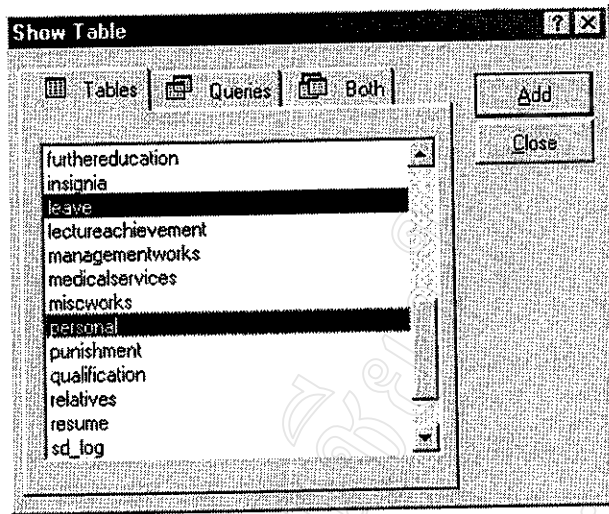 Show Table
Tables Queries Both
Add
Close
furthereducation
insignia
leave
lectureachievement
managementworks
medicalservices
miscworks
personal
punishment
qualification
relatives
resume
sd_log